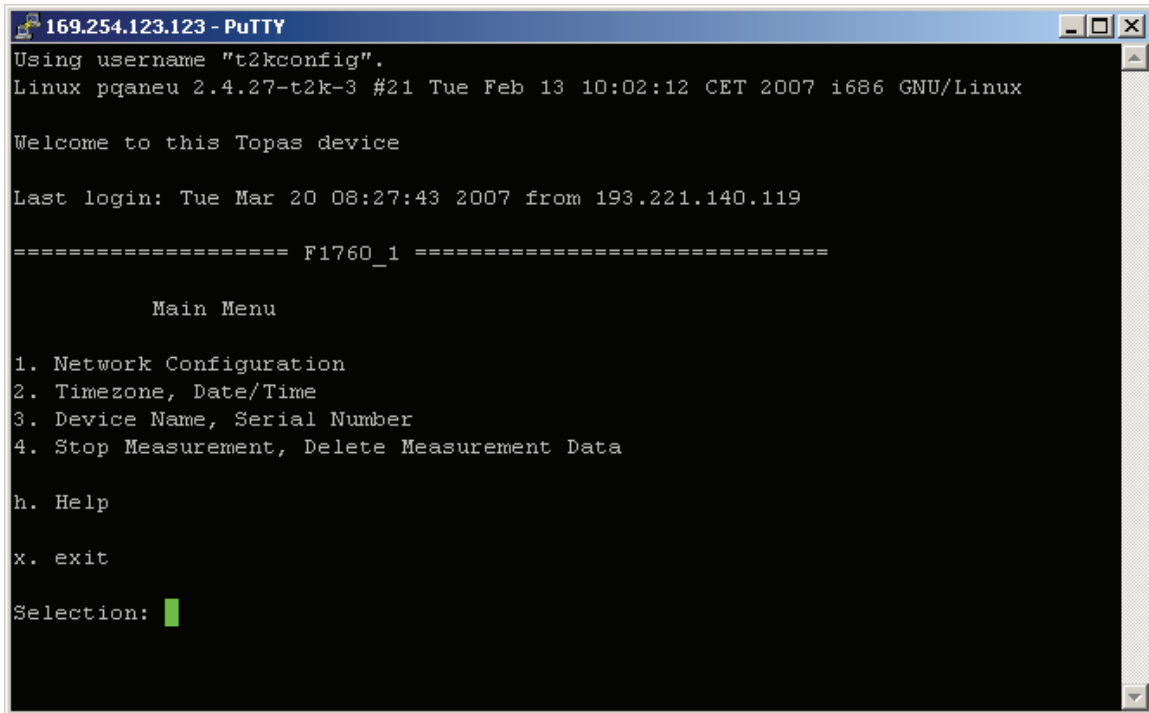 169.254.123.123 - PuTTY
Using username "t2kconfig".
Linux pqaneu 2.4.27-t2k-3 #21 Tue Feb 13 10:02:12 CET 2007 i686 GNU/Linux
Welcome to this Topas device
Last login: Tue Mar 20 08:27:43 2007 from 193.221.140.119
==================== F1760_1 ==============================
Main Menu
1. Network Configuration
2. Timezone, Date/Time
3. Device Name, Serial Number
4. Stop Measurement, Delete Measurement Data
h. Help
x. exit
Selection: